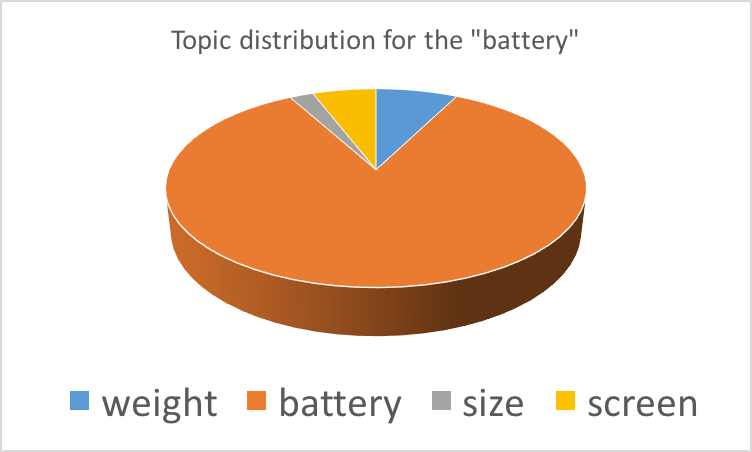 Topic distribution for the "battery"
weight battery size screen